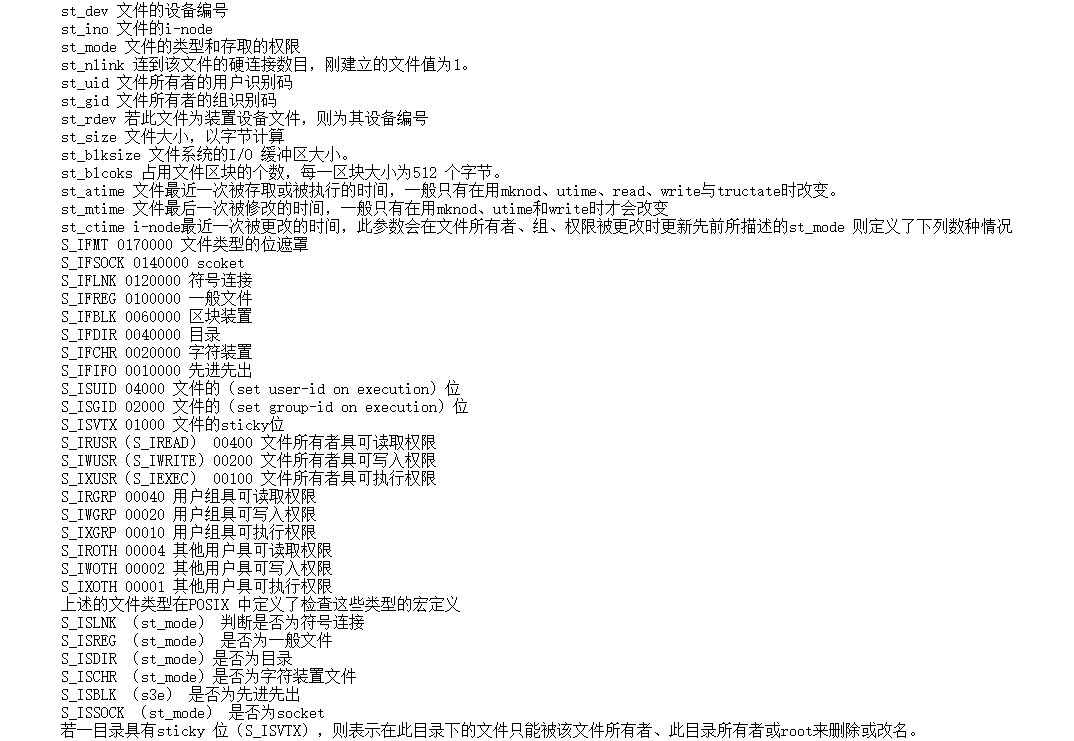 st_dev 文件的设备编号
st_ino 文件的i-node
st_mode 文件的类型和存取的权限
st_nlink 连到该文件的硬连接数目，刚建立的文件值为1。
st_uid 文件所有者的用户识别码
st_gid 文件所有者的组识别码
st_rdev 若此文件为装置设备文件，则为其设备编号
st_size 文件大小，以字节计算
st_blksize 文件系统的I/O 缓冲区大小。
st_blcoks 占用文件区块的个数，每一区块大小为512 个字节。
st_atime 文件最近一次被存取或被执行的时间，一般只有在用mknod、utime、read、write与tructate时改变。
st_mtime 文件最后一次被修改的时间，一般只有在用mknod、utime和write时才会改变
st_ctime i-node最近一次被更改的时间，此参数会在文件所有者、组、权限被更改时更新先前所描述的st_mode 则定义了下列数种情况
S_IFMT 0170000 文件类型的位遮罩
S_IFSOCK 0140000 scoket
S_IFLNK 0120000 符号连接
S_IFREG 0100000 一般文件
S_IFBLK 0060000 区块装置
S_IFDIR 0040000 目录
S_IFCHR 0020000 字符装置
S_IFIFO 0010000 先进先出
S_ISUID 04000 文件的（set user-id on execution）位
S_ISGID 02000 文件的（set group-id on execution）位
S_ISVTX 01000 文件的sticky位
S_IRUSR（S_IREAD） 00400 文件所有者具可读取权限
S_IWUSR（S_IWRITE）00200 文件所有者具可写入权限
S_IXUSR（S_IEXEC） 00100 文件所有者具可执行权限
S_IRGRP 00040 用户组具可读取权限
S_IWGRP 00020 用户组具可写入权限
S_IXGRP 00010 用户组具可执行权限
S_IROTH 00004 其他用户具可读取权限
S_IWOTH 00002 其他用户具可写入权限
S_IXOTH 00001 其他用户具可执行权限
上述的文件类型在POSIX 中定义了检查这些类型的宏定义
S_ISLNK （st_mode） 判断是否为符号连接
S_ISREG （st_mode） 是否为一般文件
S_ISDIR （st_mode）是否为目录
S_ISCHR （st_mode）是否为字符装置文件
S_ISBLK （s3e） 是否为先进先出
S_ISSOCK （st_mode） 是否为socket
若一目录具有sticky 位（S_ISVTX），则表示在此目录下的文件只能被该文件所有者、此目录所有者或root来删除或改名。